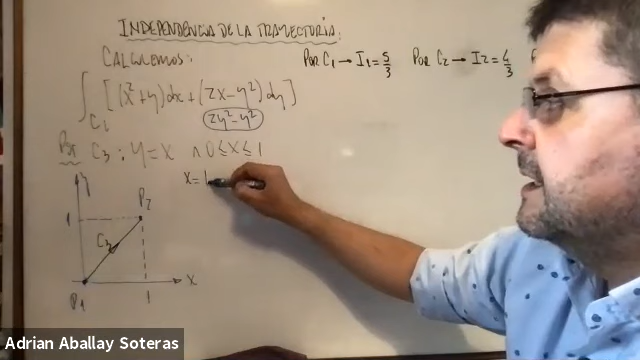 INDEPENDENCIA DE LA TRAYECTORIA:
CALCULEMOS: POR C1 → I1 = 5/3 POR C2 → I2 = 4/3
∫C1 [(x²+y)dx + (2x-y²)dy]
2y²-y²
POR C3 : y = x ∧ 0 ≤ x ≤ 1
x = 1
y
1 P2
C3
P1 1 x
Adrian Aballay Soteras